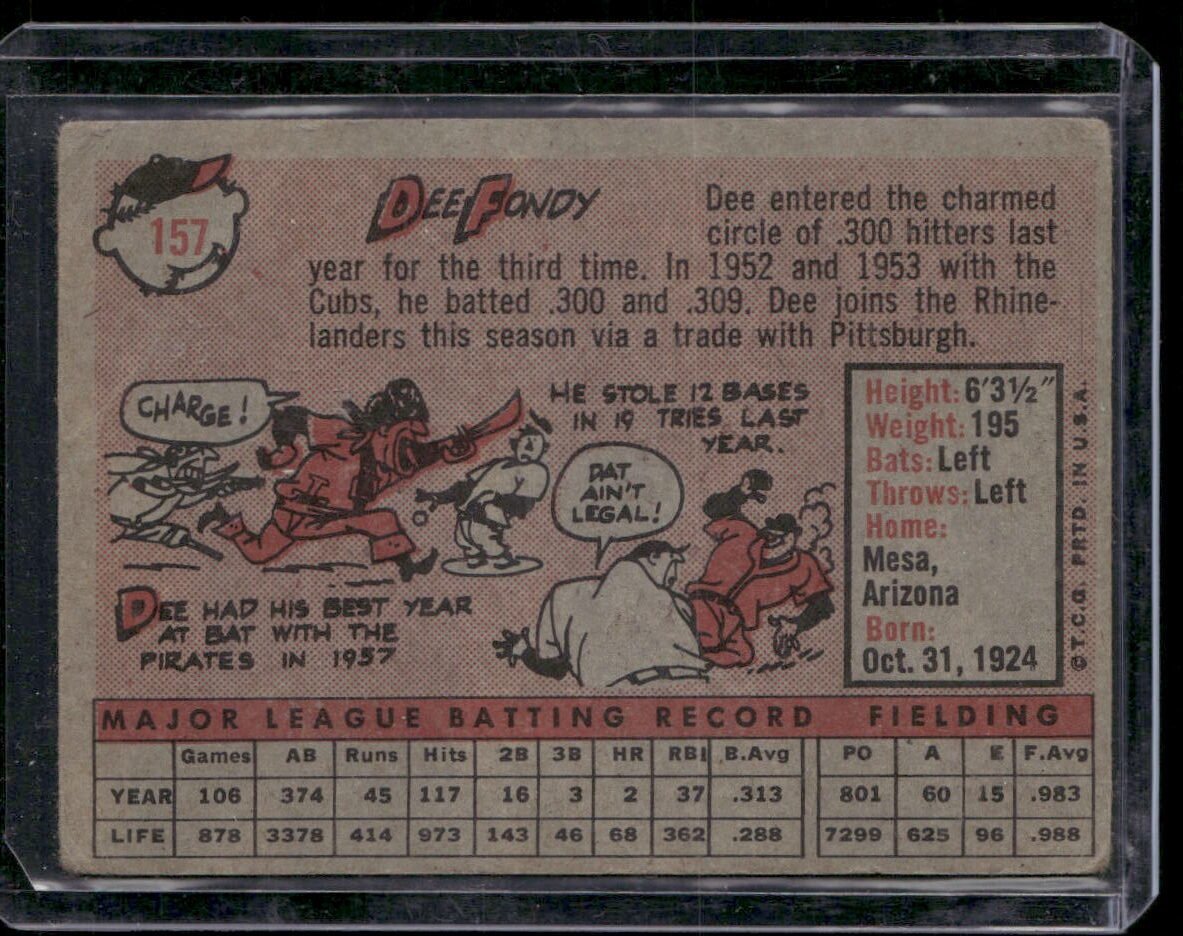 157
DEE FONDY
Dee entered the charmed
circle of .300 hitters last
year for the third time. In 1952 and 1953 with the
Cubs, he batted .300 and .309. Dee joins the Rhine-
landers this season via a trade with Pittsburgh.
CHARGE!
HE STOLE 12 BASES
IN 19 TRIES LAST
YEAR.
DAT
AIN'T
LEGAL!
DEE HAD HIS BEST YEAR
AT BAT WITH THE
PIRATES IN 1957
Height: 6'3½"
Weight: 195
Bats: Left
Throws: Left
Home:
Mesa,
Arizona
Born:
Oct. 31, 1924
©T.C.G. PRTD. IN U.S.A.
MAJOR LEAGUE BATTING RECORD FIELDING
Games AB Runs Hits 2B 3B HR RBI B.Avg PO A E F.Avg
YEAR 106 374 45 117 16 3 2 37 .313 801 60 15 .983
LIFE 878 3378 414 973 143 46 68 362 .288 7299 625 96 .988